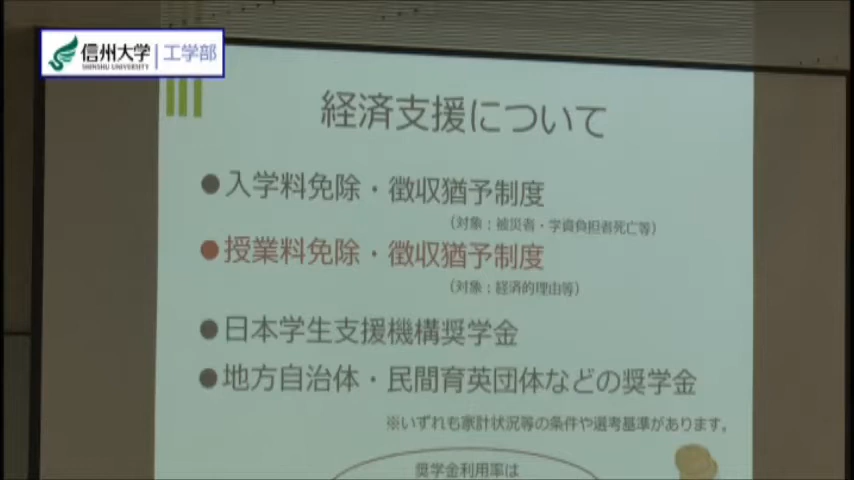 信州大学 工学部
SHINSHU UNIVERSITY
経済支援について
●入学料免除・徴収猶予制度
（対象：被災者・学資負担者死亡等）
●授業料免除・徴収猶予制度
（対象：経済的理由等）
●日本学生支援機構奨学金
●地方自治体・民間育英団体などの奨学金
※いずれも家計状況等の条件や選考基準があります。
奨学金利用率は